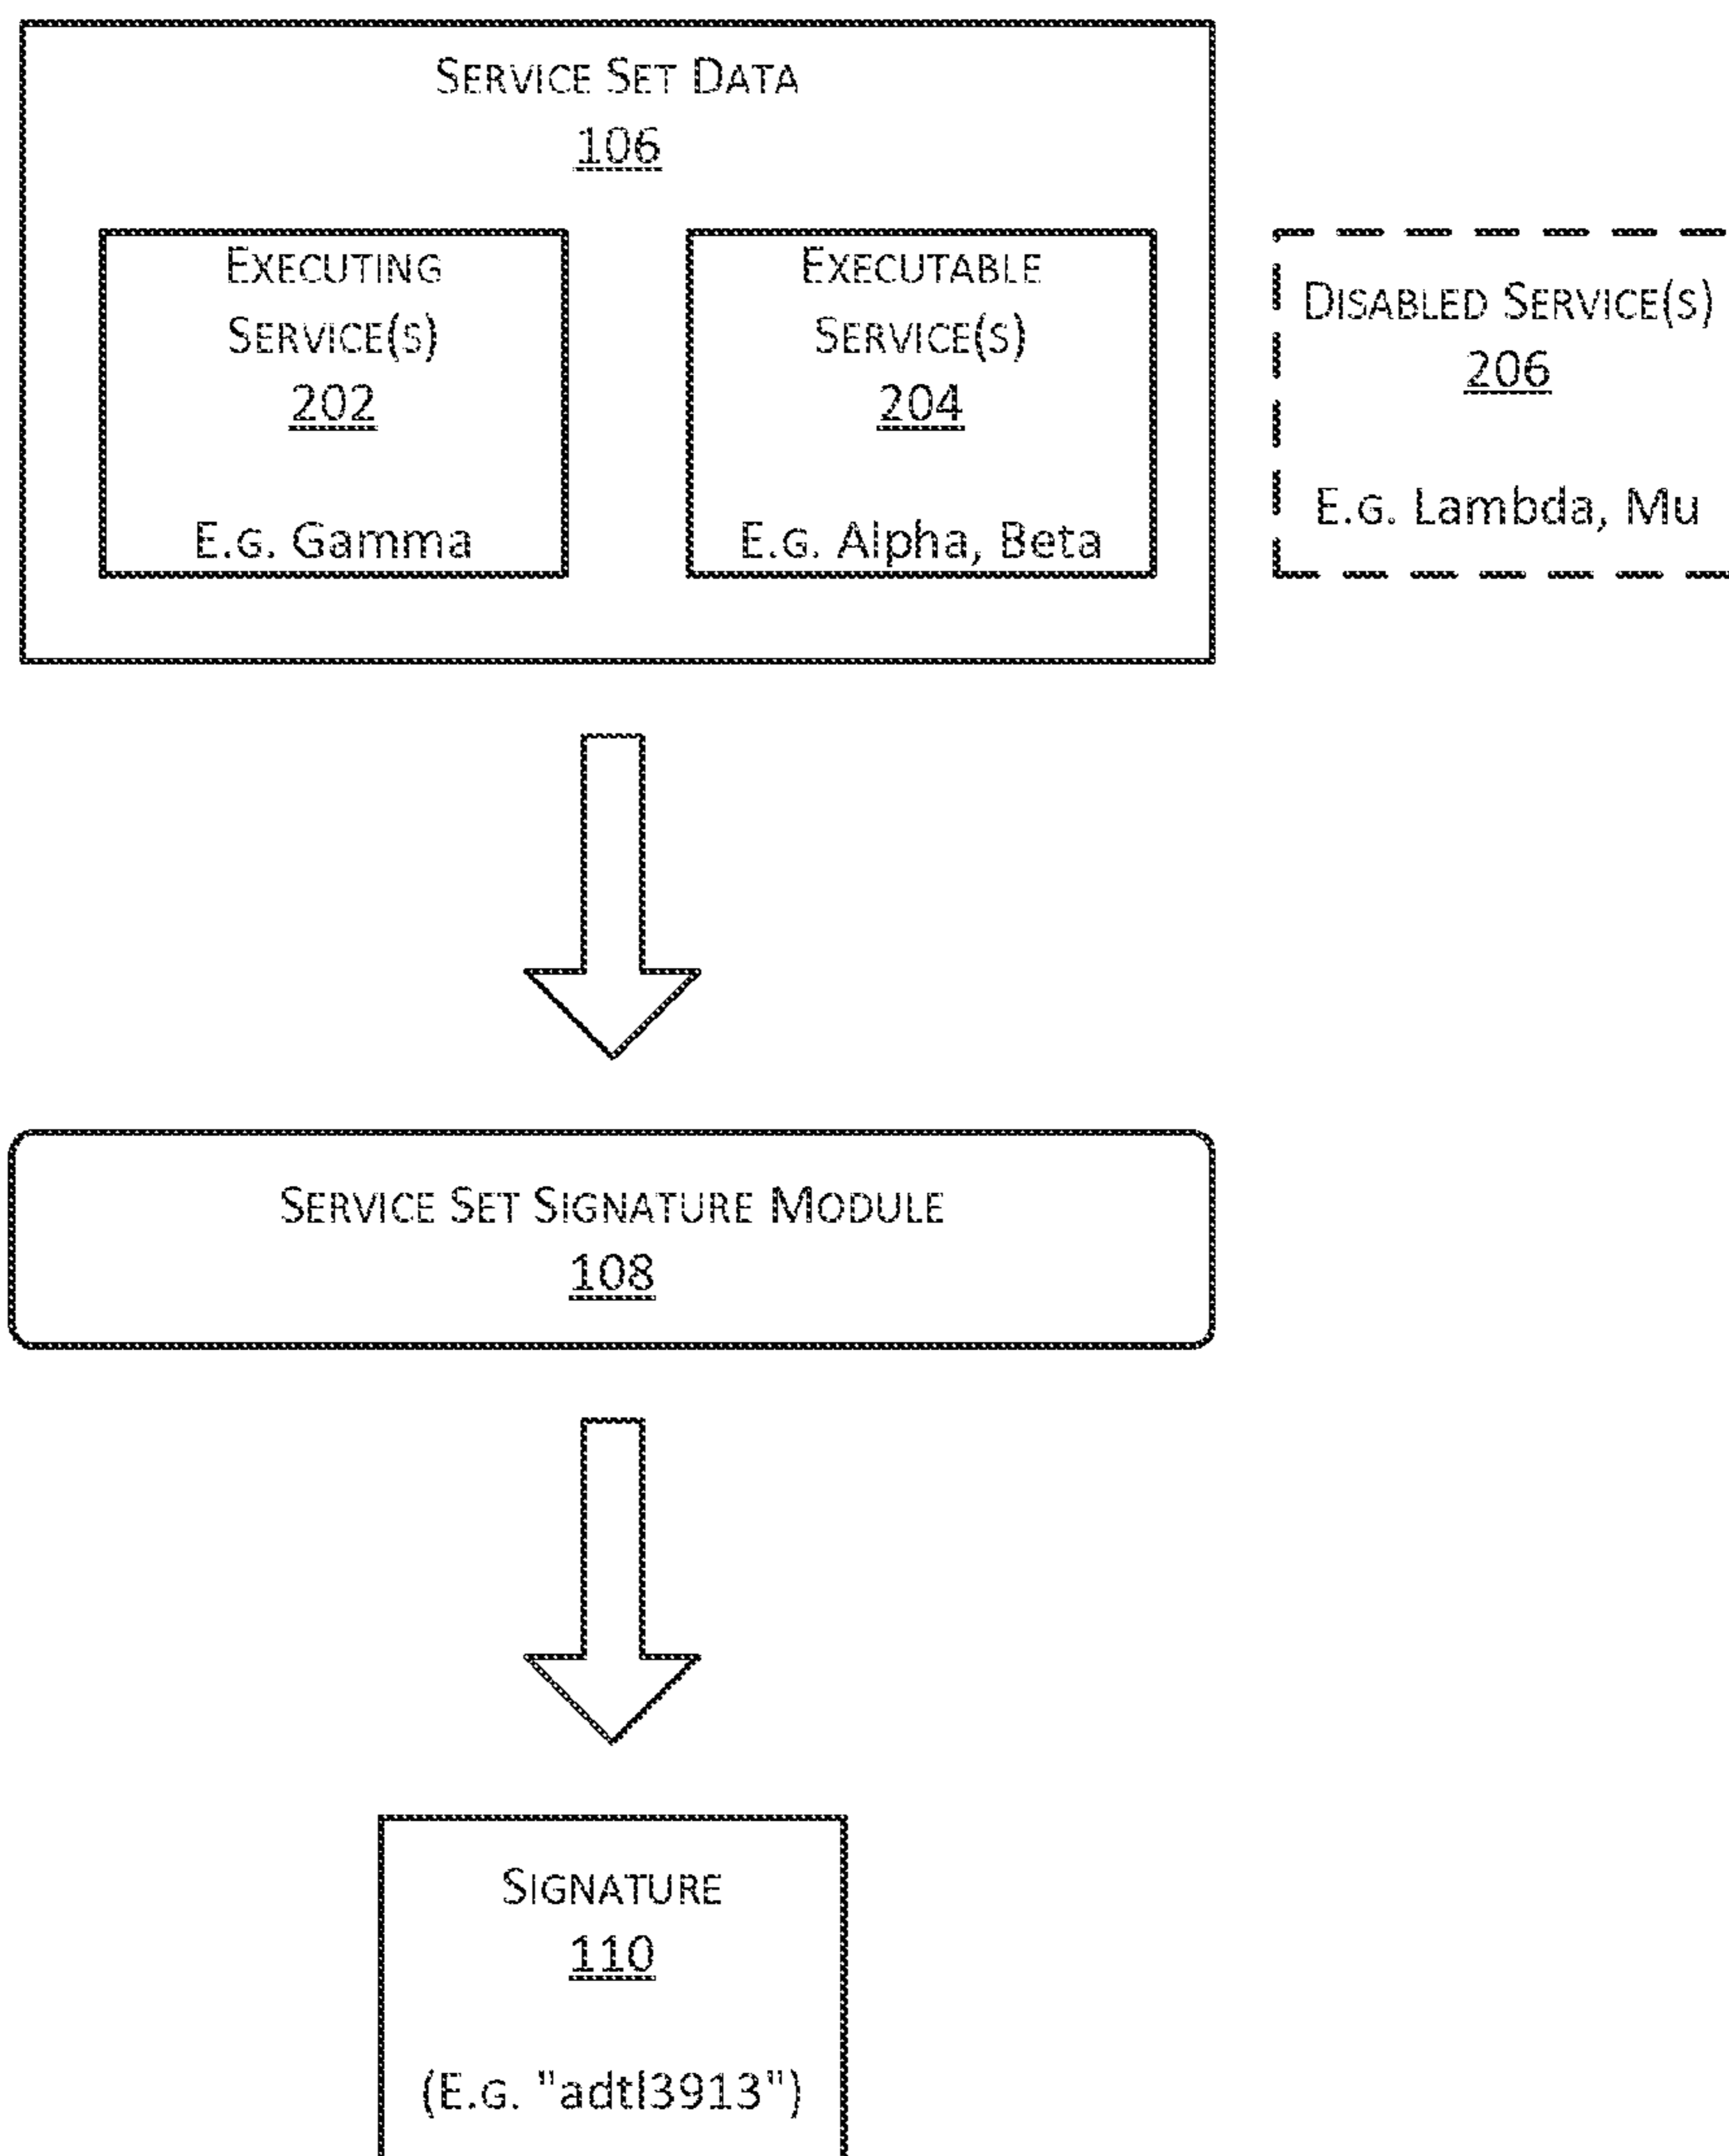 SERVICE SET DATA
106
EXECUTING
SERVICE(S)
202
E.G. Gamma
EXECUTABLE
SERVICE(S)
204
E.G. Alpha, Beta
DISABLED SERVICE(S)
206
E.G. Lambda, Mu
SERVICE SET SIGNATURE MODULE
108
SIGNATURE
110
(E.G. "adtl3913")